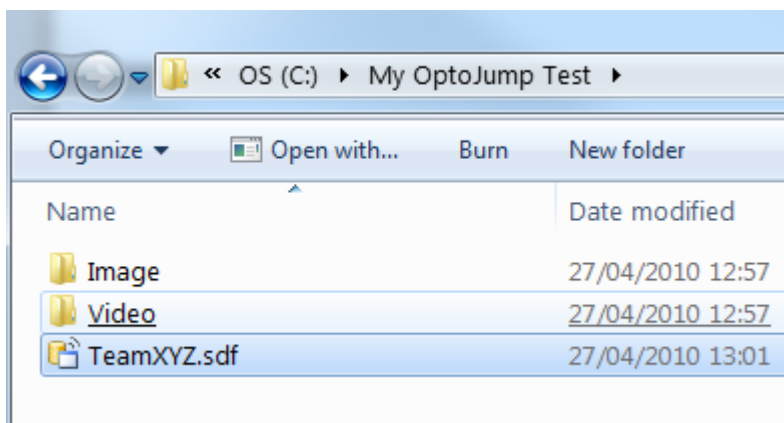 « OS (C:) ▸ My OptoJump Test ▸
Organize ▾ Open with... Burn New folder
Name Date modified
Image 27/04/2010 12:57
Video 27/04/2010 12:57
TeamXYZ.sdf 27/04/2010 13:01